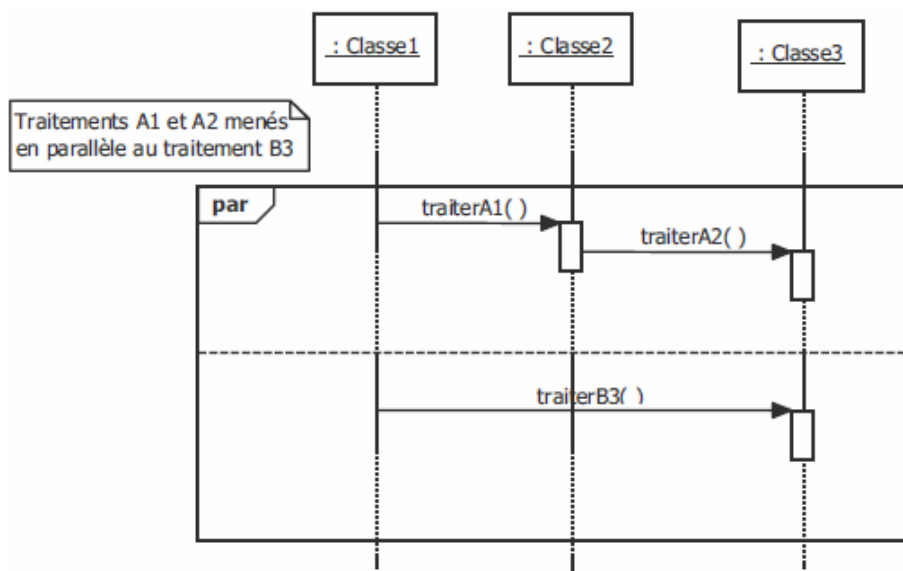 : Classe1
: Classe2
: Classe3
Traitements A1 et A2 menés
en parallèle au traitement B3
par
traiterA1( )
traiterA2( )
traiterB3( )